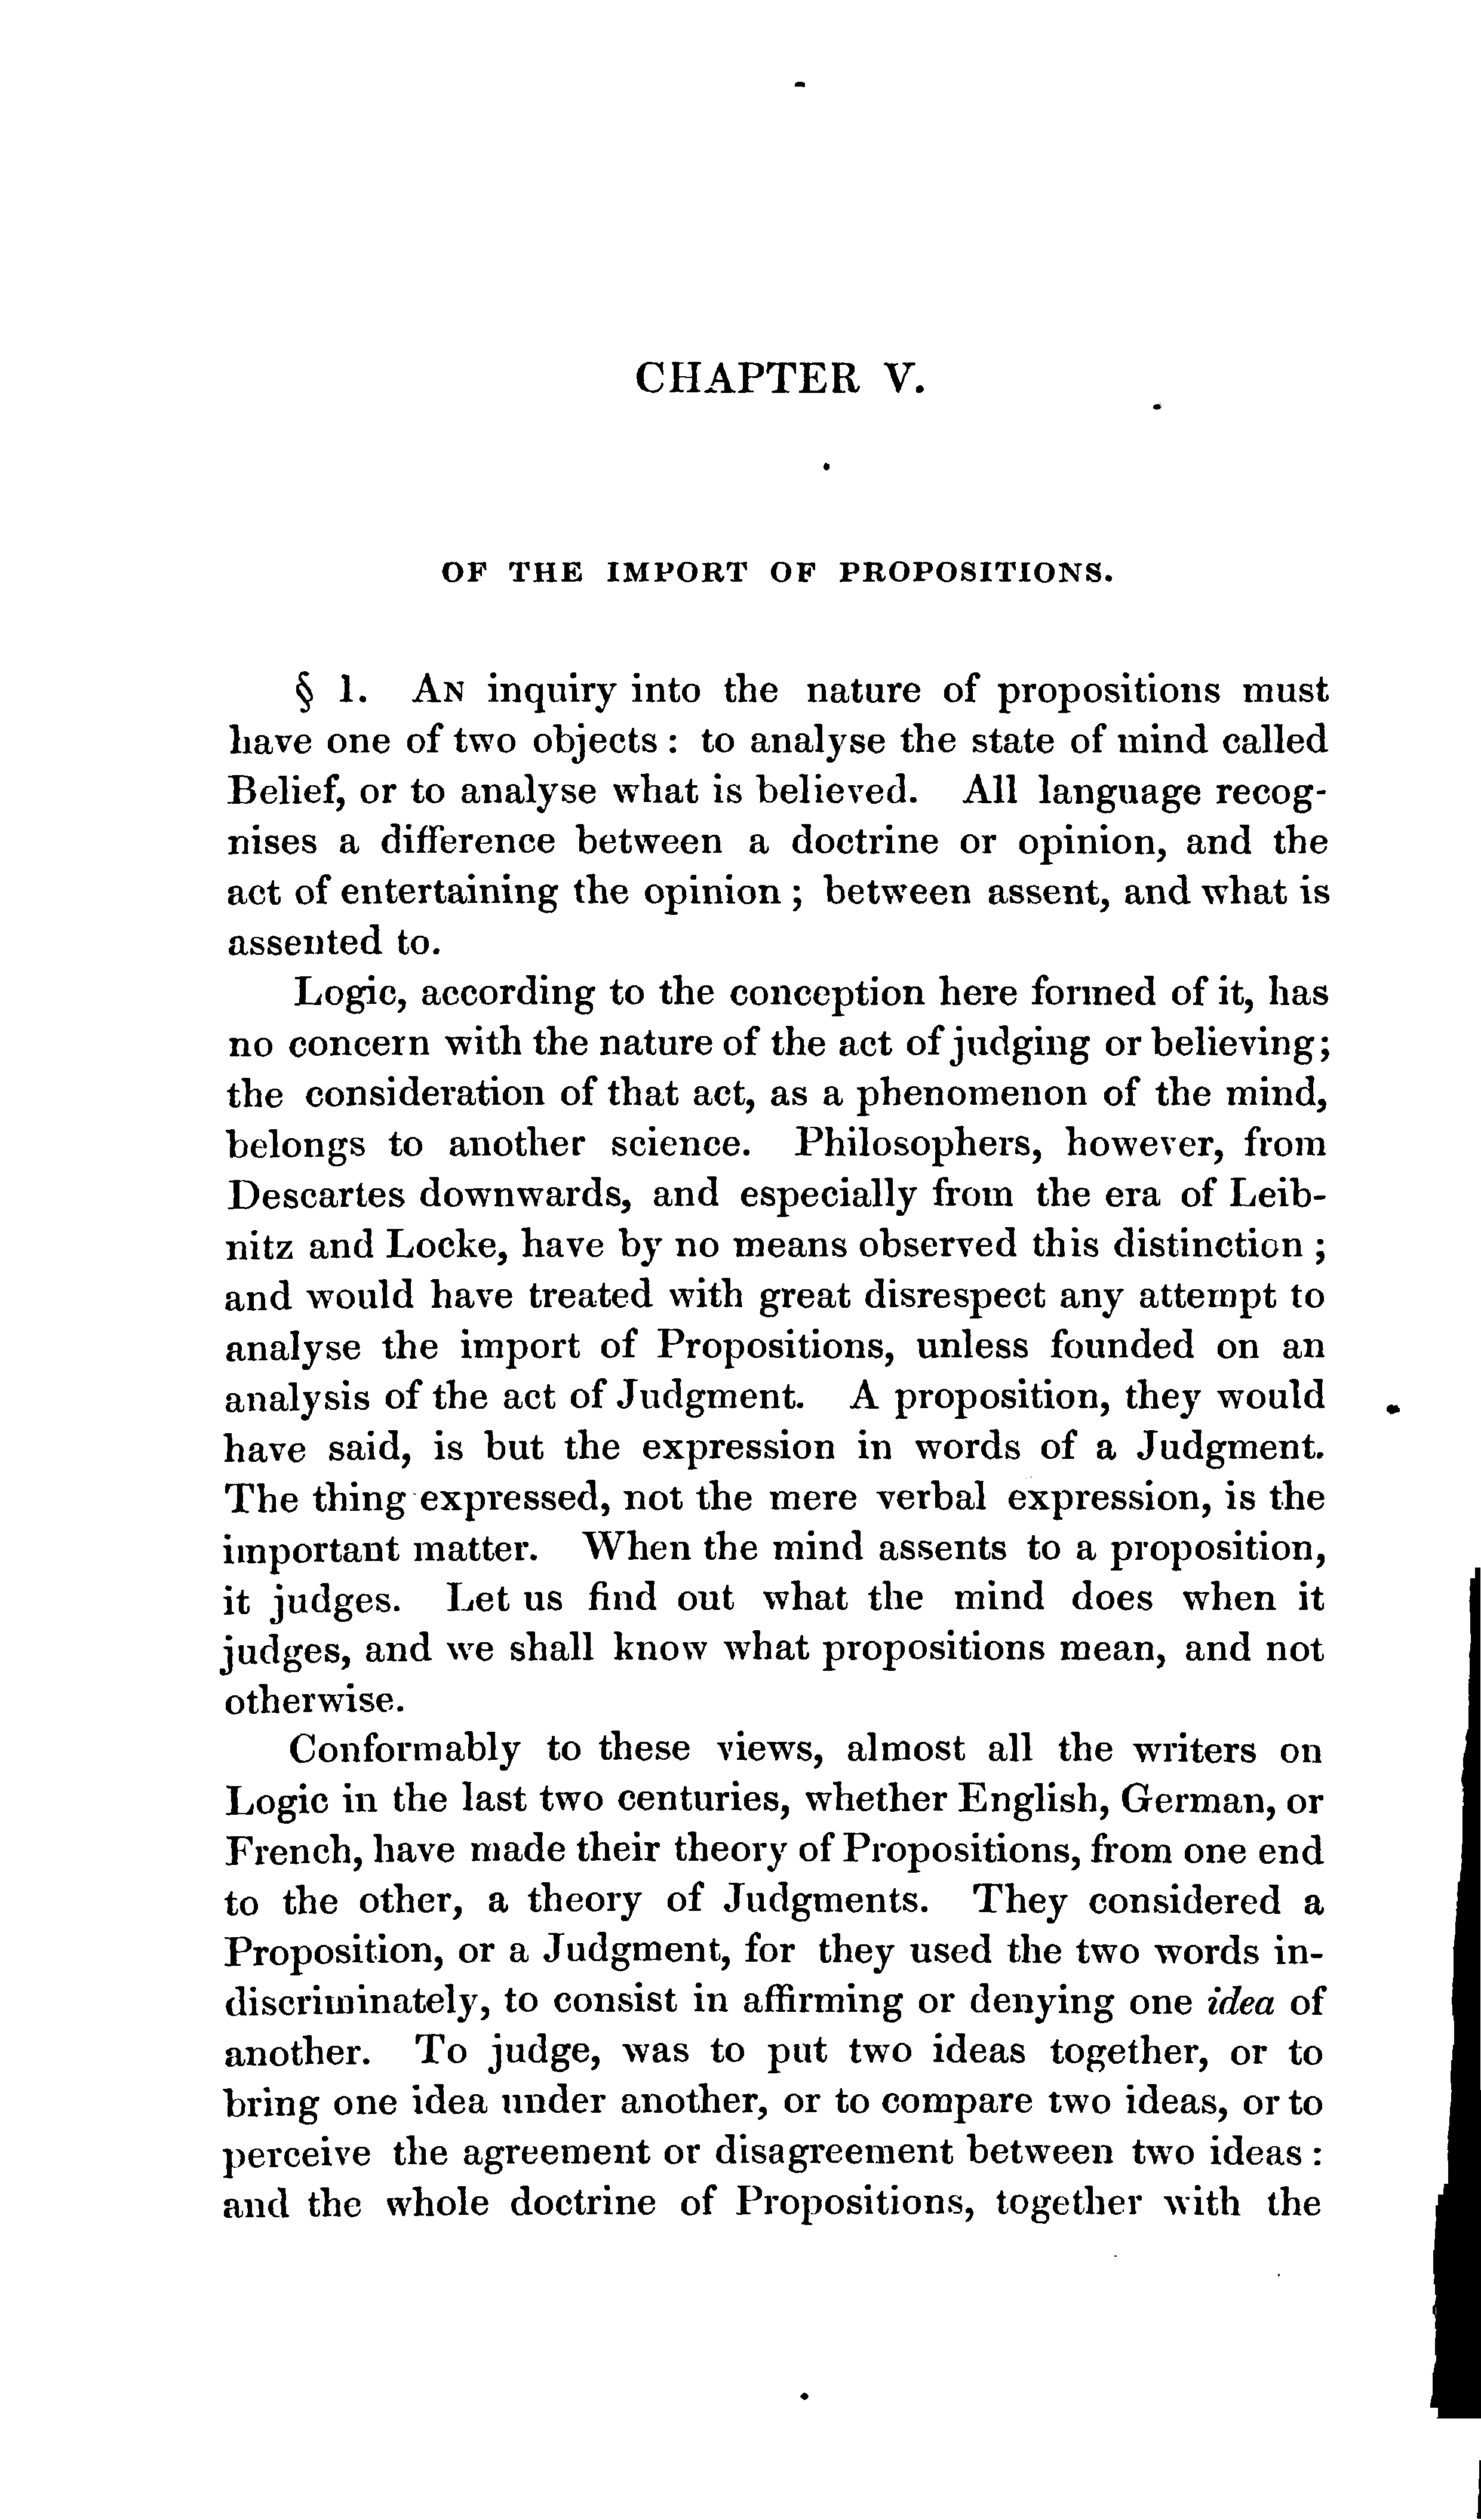 CHAPTER V.
OF THE IMPORT OF PROPOSITIONS.
§ 1. AN inquiry into the nature of propositions must
have one of two objects : to analyse the state of mind called
Belief, or to analyse what is believed. All language recog-
nises a difference between a doctrine or opinion, and the
act of entertaining the opinion ; between assent, and what is
assented to.
Logic, according to the conception here formed of it, has
no concern with the nature of the act of judging or believing;
the consideration of that act, as a phenomenon of the mind,
belongs to another science. Philosophers, however, from
Descartes downwards, and especially from the era of Leib-
nitz and Locke, have by no means observed this distinction ;
and would have treated with great disrespect any attempt to
analyse the import of Propositions, unless founded on an
analysis of the act of Judgment. A proposition, they would
have said, is but the expression in words of a Judgment.
The thing expressed, not the mere verbal expression, is the
important matter. When the mind assents to a proposition,
it judges. Let us find out what the mind does when it
judges, and we shall know what propositions mean, and not
otherwise.
Conformably to these views, almost all the writers on
Logic in the last two centuries, whether English, German, or
French, have made their theory of Propositions, from one end
to the other, a theory of Judgments. They considered a
Proposition, or a Judgment, for they used the two words in-
discriminately, to consist in affirming or denying one idea of
another. To judge, was to put two ideas together, or to
bring one idea under another, or to compare two ideas, or to
perceive the agreement or disagreement between two ideas :
and the whole doctrine of Propositions, together with the